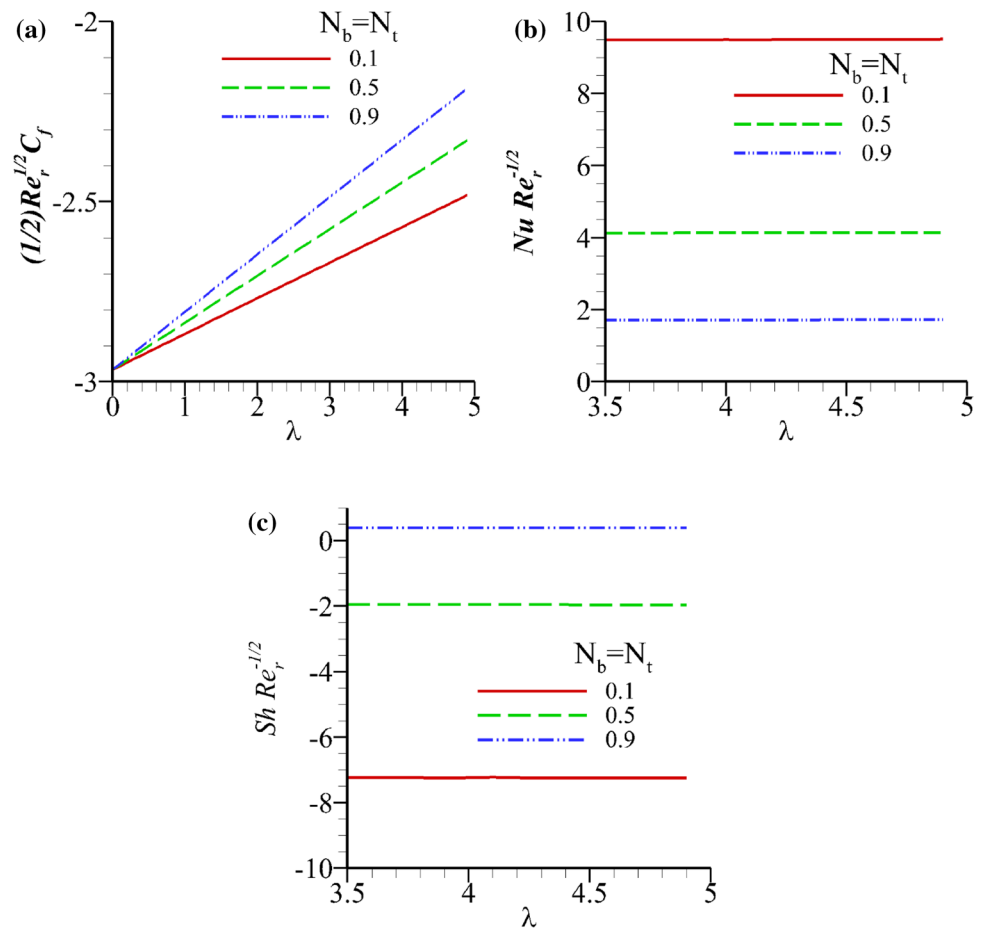 (a)
-2
-2.5
-3
(1/2)Re_r^{1/2}C_f
N_b=N_t
0.1
0.5
0.9
0 1 2 3 4 5
λ
(b)
10
8
6
4
2
0
Nu Re_r^{-1/2}
N_b=N_t
0.1
0.5
0.9
3.5 4 4.5 5
λ
(c)
0
-2
-4
-6
-8
-10
Sh Re_r^{-1/2}
N_b=N_t
0.1
0.5
0.9
3.5 4 4.5 5
λ